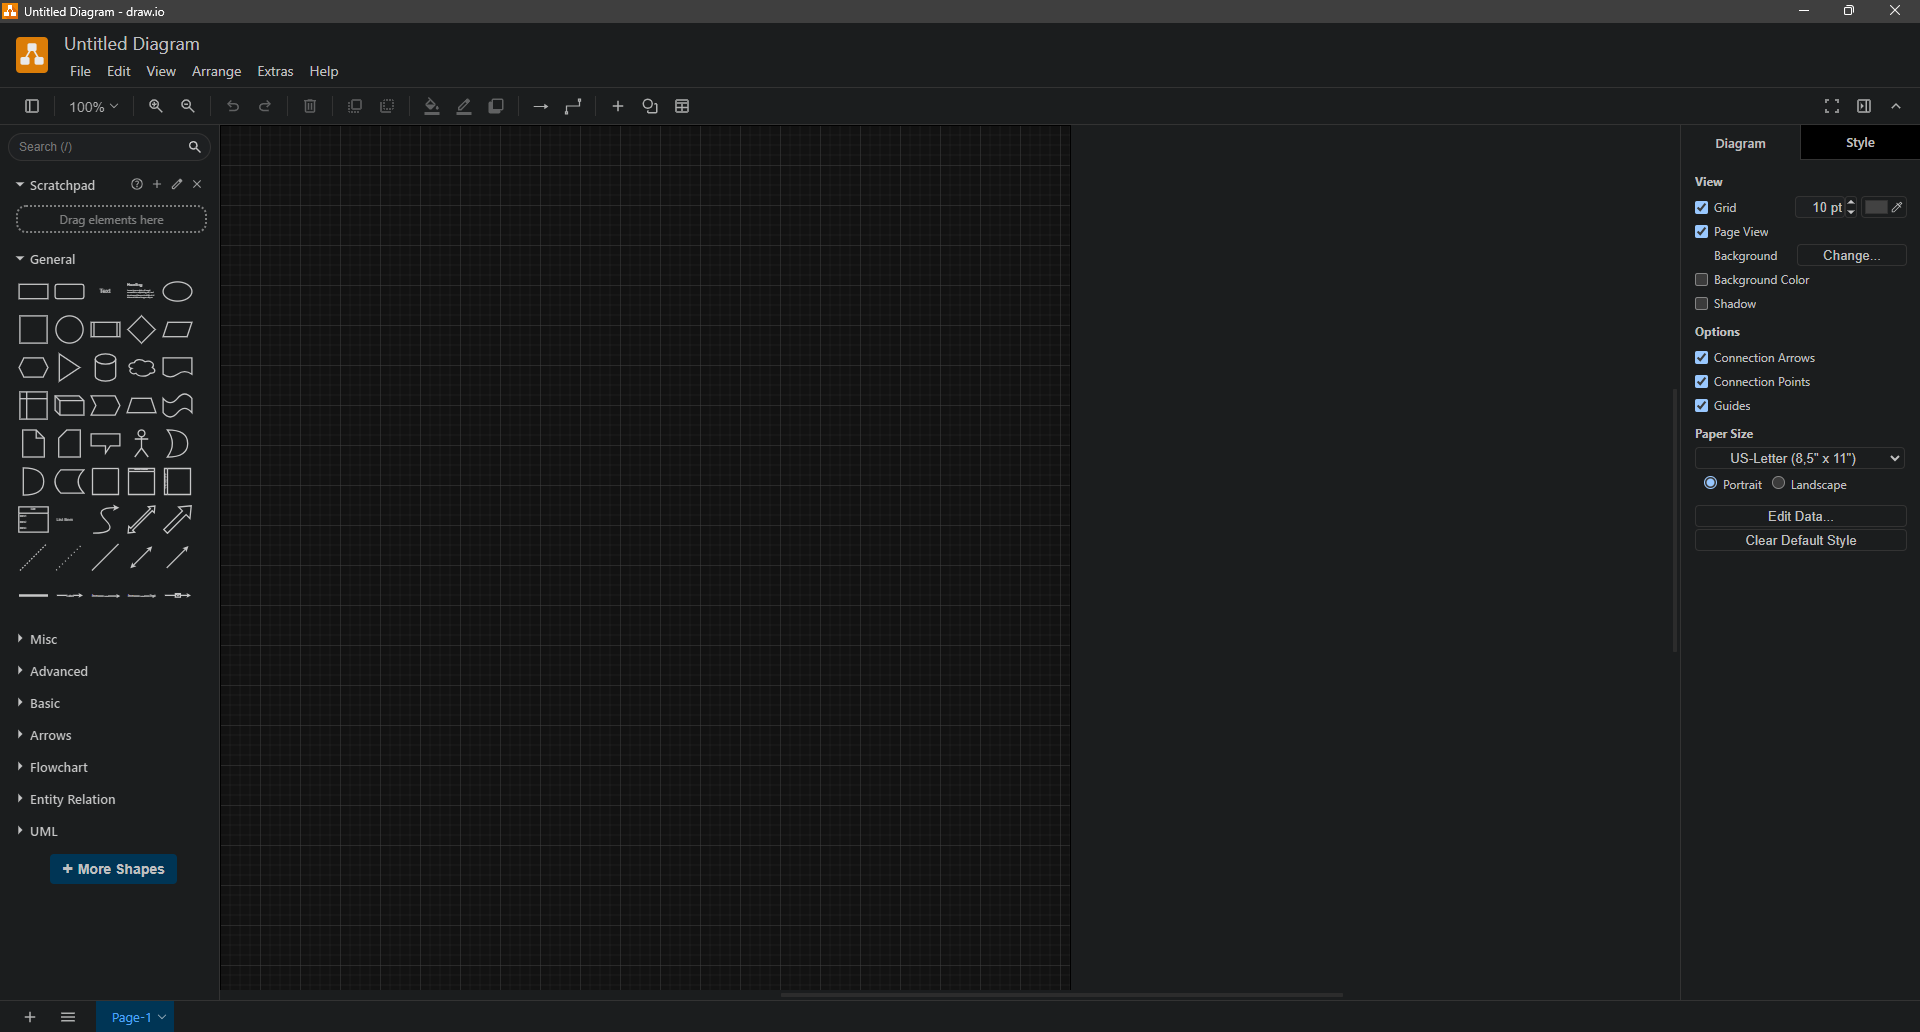 Untitled Diagram - draw.io
Untitled Diagram
File Edit View Arrange Extras Help
100%
Search (/)
Scratchpad
Drag elements here
General
Text
Heading
List Item
Misc
Advanced
Basic
Arrows
Flowchart
Entity Relation
UML
+ More Shapes
Diagram Style
View
Grid 10 pt
Page View
Background Change...
Background Color
Shadow
Options
Connection Arrows
Connection Points
Guides
Paper Size
US-Letter (8,5" x 11")
Portrait Landscape
Edit Data...
Clear Default Style
Page-1